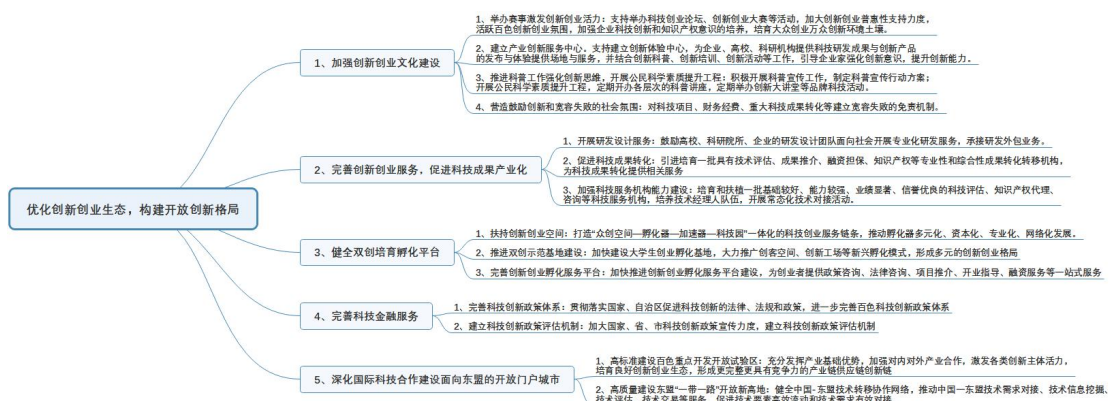 优化创新创业生态，构建开放创新格局
1、加强创新创业文化建设
1、举办赛事激发创新创业活力：支持举办科技创业论坛、创新创业大赛等活动，加大创新创业普惠性支持力度，
活跃百色创新创业氛围，加强企业科技创新和知识产权意识的培养，培育大众创业万众创新环境土壤。
2、建立产业创新服务中心，支持建立创新体验中心，为企业、高校、科研机构提供科技研发成果与创新产品
的发布与体验提供场地与服务，并结合创新科普、创新培训、创新活动等工作，引导企业家强化创新意识，提升创新能力。
3、推进科普工作强化创新思维，开展公民科学素质提升工程：积极开展科普宣传工作，制定科普宣传行动方案；
开展公民科学素质提升工程，定期开办各层次的科普讲座，定期举办创新大讲堂等品牌科技活动。
4、营造鼓励创新和宽容失败的社会氛围：对科技项目、财务经费、重大科技成果转化等建立宽容失败的免责机制。
2、完善创新创业服务，促进科技成果产业化
1、开展研发设计服务：鼓励高校、科研院所、企业的研发设计团队面向社会开展专业化研发服务，承接研发外包业务。
2、促进科技成果转化：引进培育一批具有技术评估、成果推介、融资担保、知识产权等专业性和综合性成果转化转移机构，
为科技成果转化提供相关服务
3、加强科技服务机构能力建设：培育和扶植一批基础较好、能力较强、业绩显著、信誉优良的科技评估、知识产权代理、
咨询等科技服务机构，培养技术经理人队伍，开展常态化技术对接活动。
3、健全双创培育孵化平台
1、扶持创新创业空间：打造“众创空间—孵化器—加速器—科技园”一体化的科技创业服务链条，推动孵化器多元化、资本化、专业化、网络化发展。
2、推进双创示范基地建设：加快建设大学生创业孵化基地，大力推广创客空间、创新工场等新兴孵化模式，形成多元的创新创业格局
3、完善创新创业孵化服务平台：加快推进创新创业孵化服务平台建设，为创业者提供政策咨询、法律咨询、项目推介、开业指导、融资服务等一站式服务
4、完善科技金融服务
1、完善科技创新政策体系：贯彻落实国家、自治区促进科技创新的法律、法规和政策，进一步完善百色科技创新政策体系
2、建立科技创新政策评估机制：加大国家、省、市科技创新政策宣传力度，建立科技创新政策评估机制
5、深化国际科技合作建设面向东盟的开放门户城市
1、高标准建设百色重点开发开放试验区：充分发挥产业基础优势，加强对内对外产业合作，激发各类创新主体活力，
培育良好创新创业生态，形成更完整更具有竞争力的产业链供应链创新链
2、高质量建设东盟“一带一路”开放新高地：健全中国-东盟技术转移协作网络，推动中国—东盟技术需求对接、技术信息挖掘、
技术评估、技术交易等服务，促进技术要素高效流动和技术需求有效对接